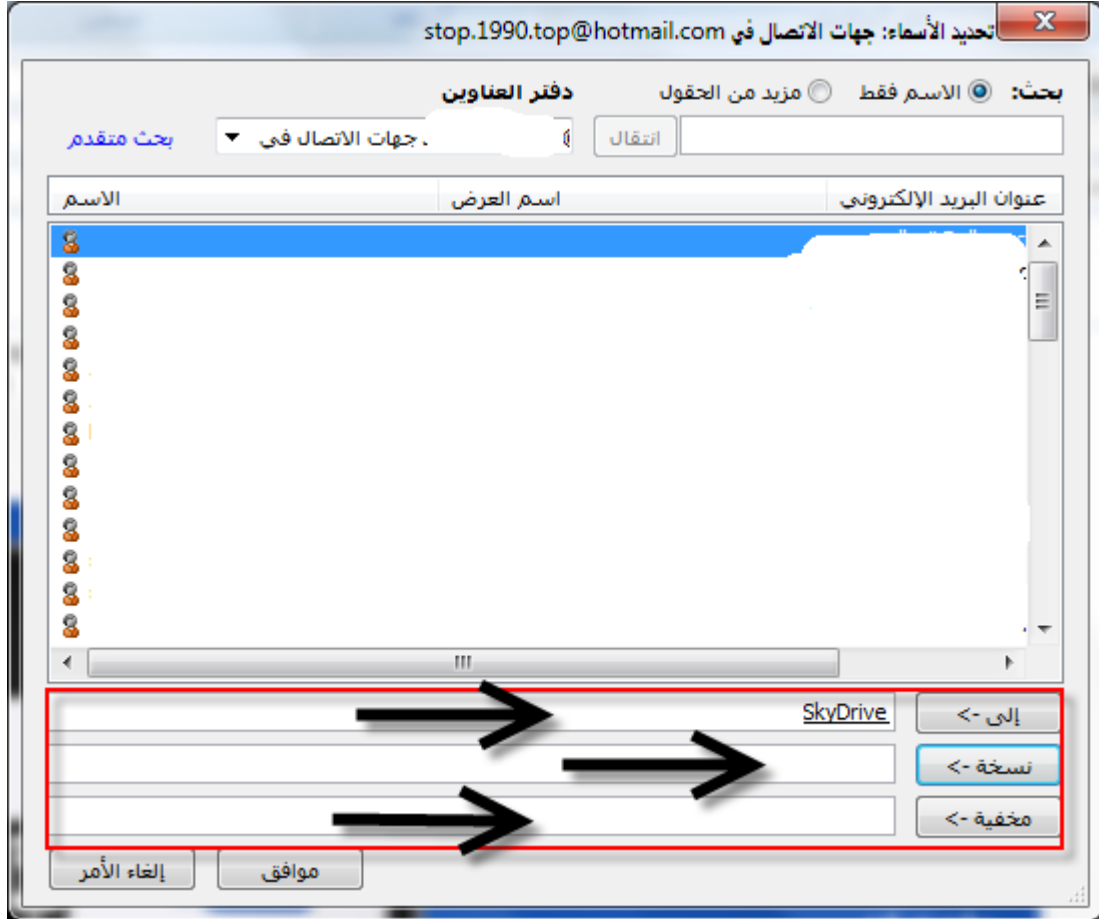 تحديد الأسماء: جهات الاتصال في stop.1990.top@hotmail.com
بحث: الاسم فقط مزيد من الحقول دفتر العناوين
انتقال جهات الاتصال في بحث متقدم
عنوان البريد الإلكتروني اسم العرض الاسم
إلى -> SkyDrive
نسخة ->
مخفية ->
موافق إلغاء الأمر